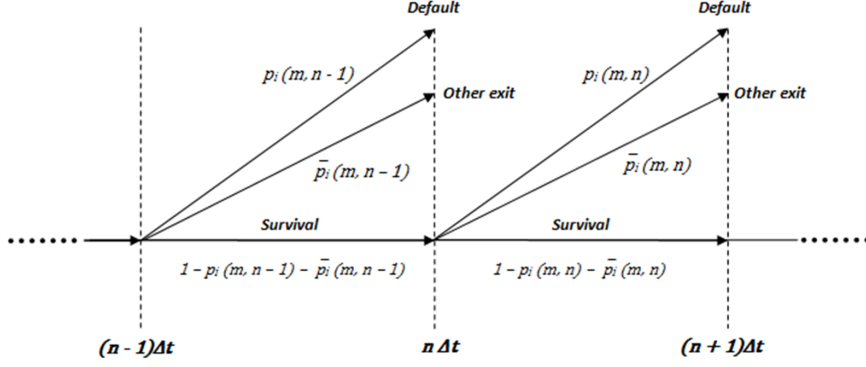 Default Default
pᵢ (m, n - 1) pᵢ (m, n)
Other exit Other exit
p̅ᵢ (m, n – 1) p̅ᵢ (m, n)
Survival Survival
1 – pᵢ (m, n – 1) – p̅ᵢ (m, n – 1) 1 – pᵢ (m, n) – p̅ᵢ (m, n)
(n - 1)Δt n Δt (n + 1)Δt